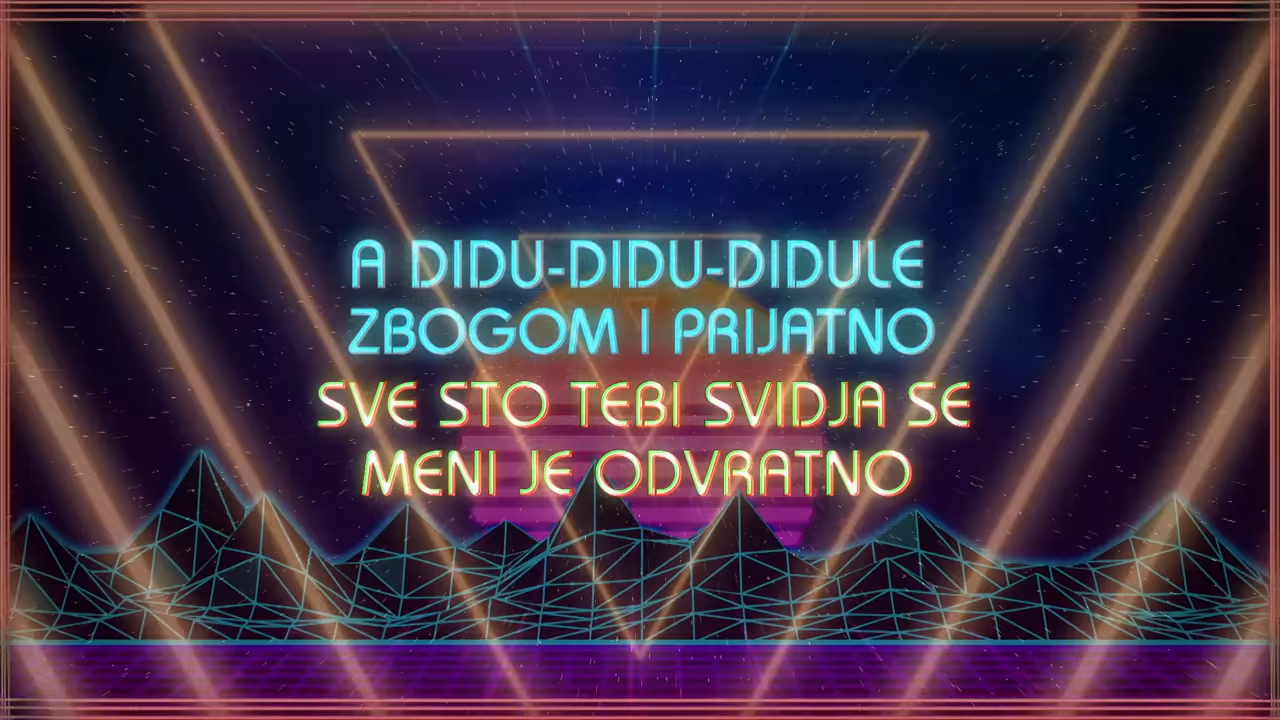 A DIDU-DIDU-DIDULE
ZBOGOM I PRIJATNO
SVE STO TEBI SVIDJA SE
MENI JE ODVRATNO